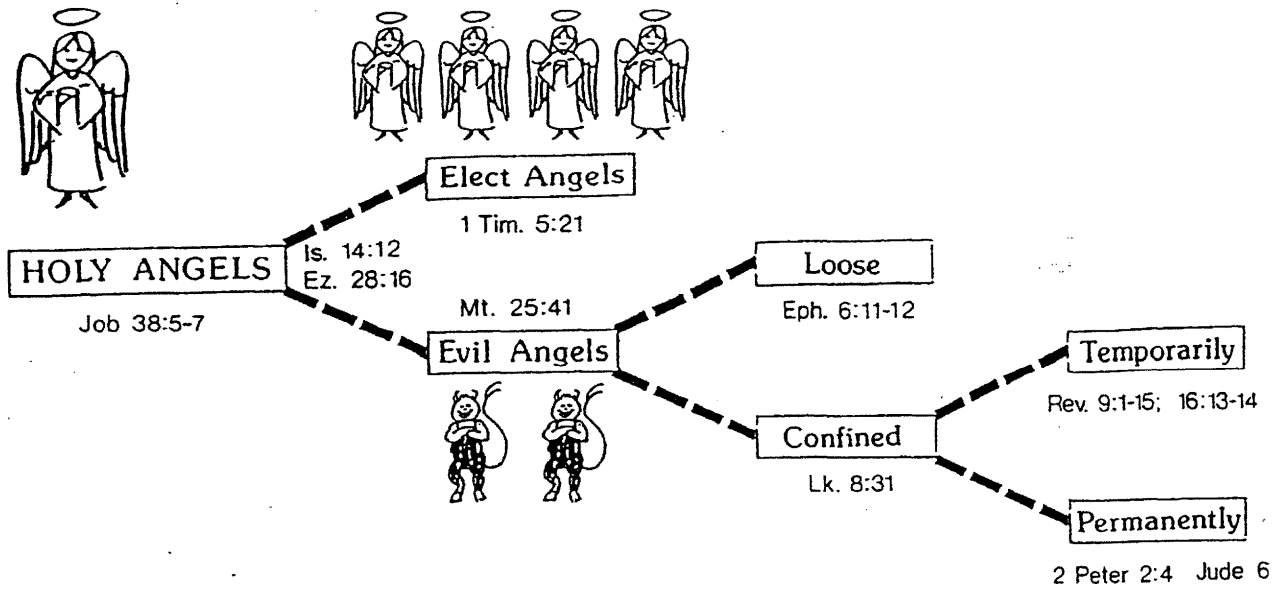 Elect Angels
1 Tim. 5:21
HOLY ANGELS
Job 38:5-7
Is. 14:12
Ez. 28:16
Mt. 25:41
Evil Angels
Loose
Eph. 6:11-12
Confined
Lk. 8:31
Temporarily
Rev. 9:1-15; 16:13-14
Permanently
2 Peter 2:4 Jude 6